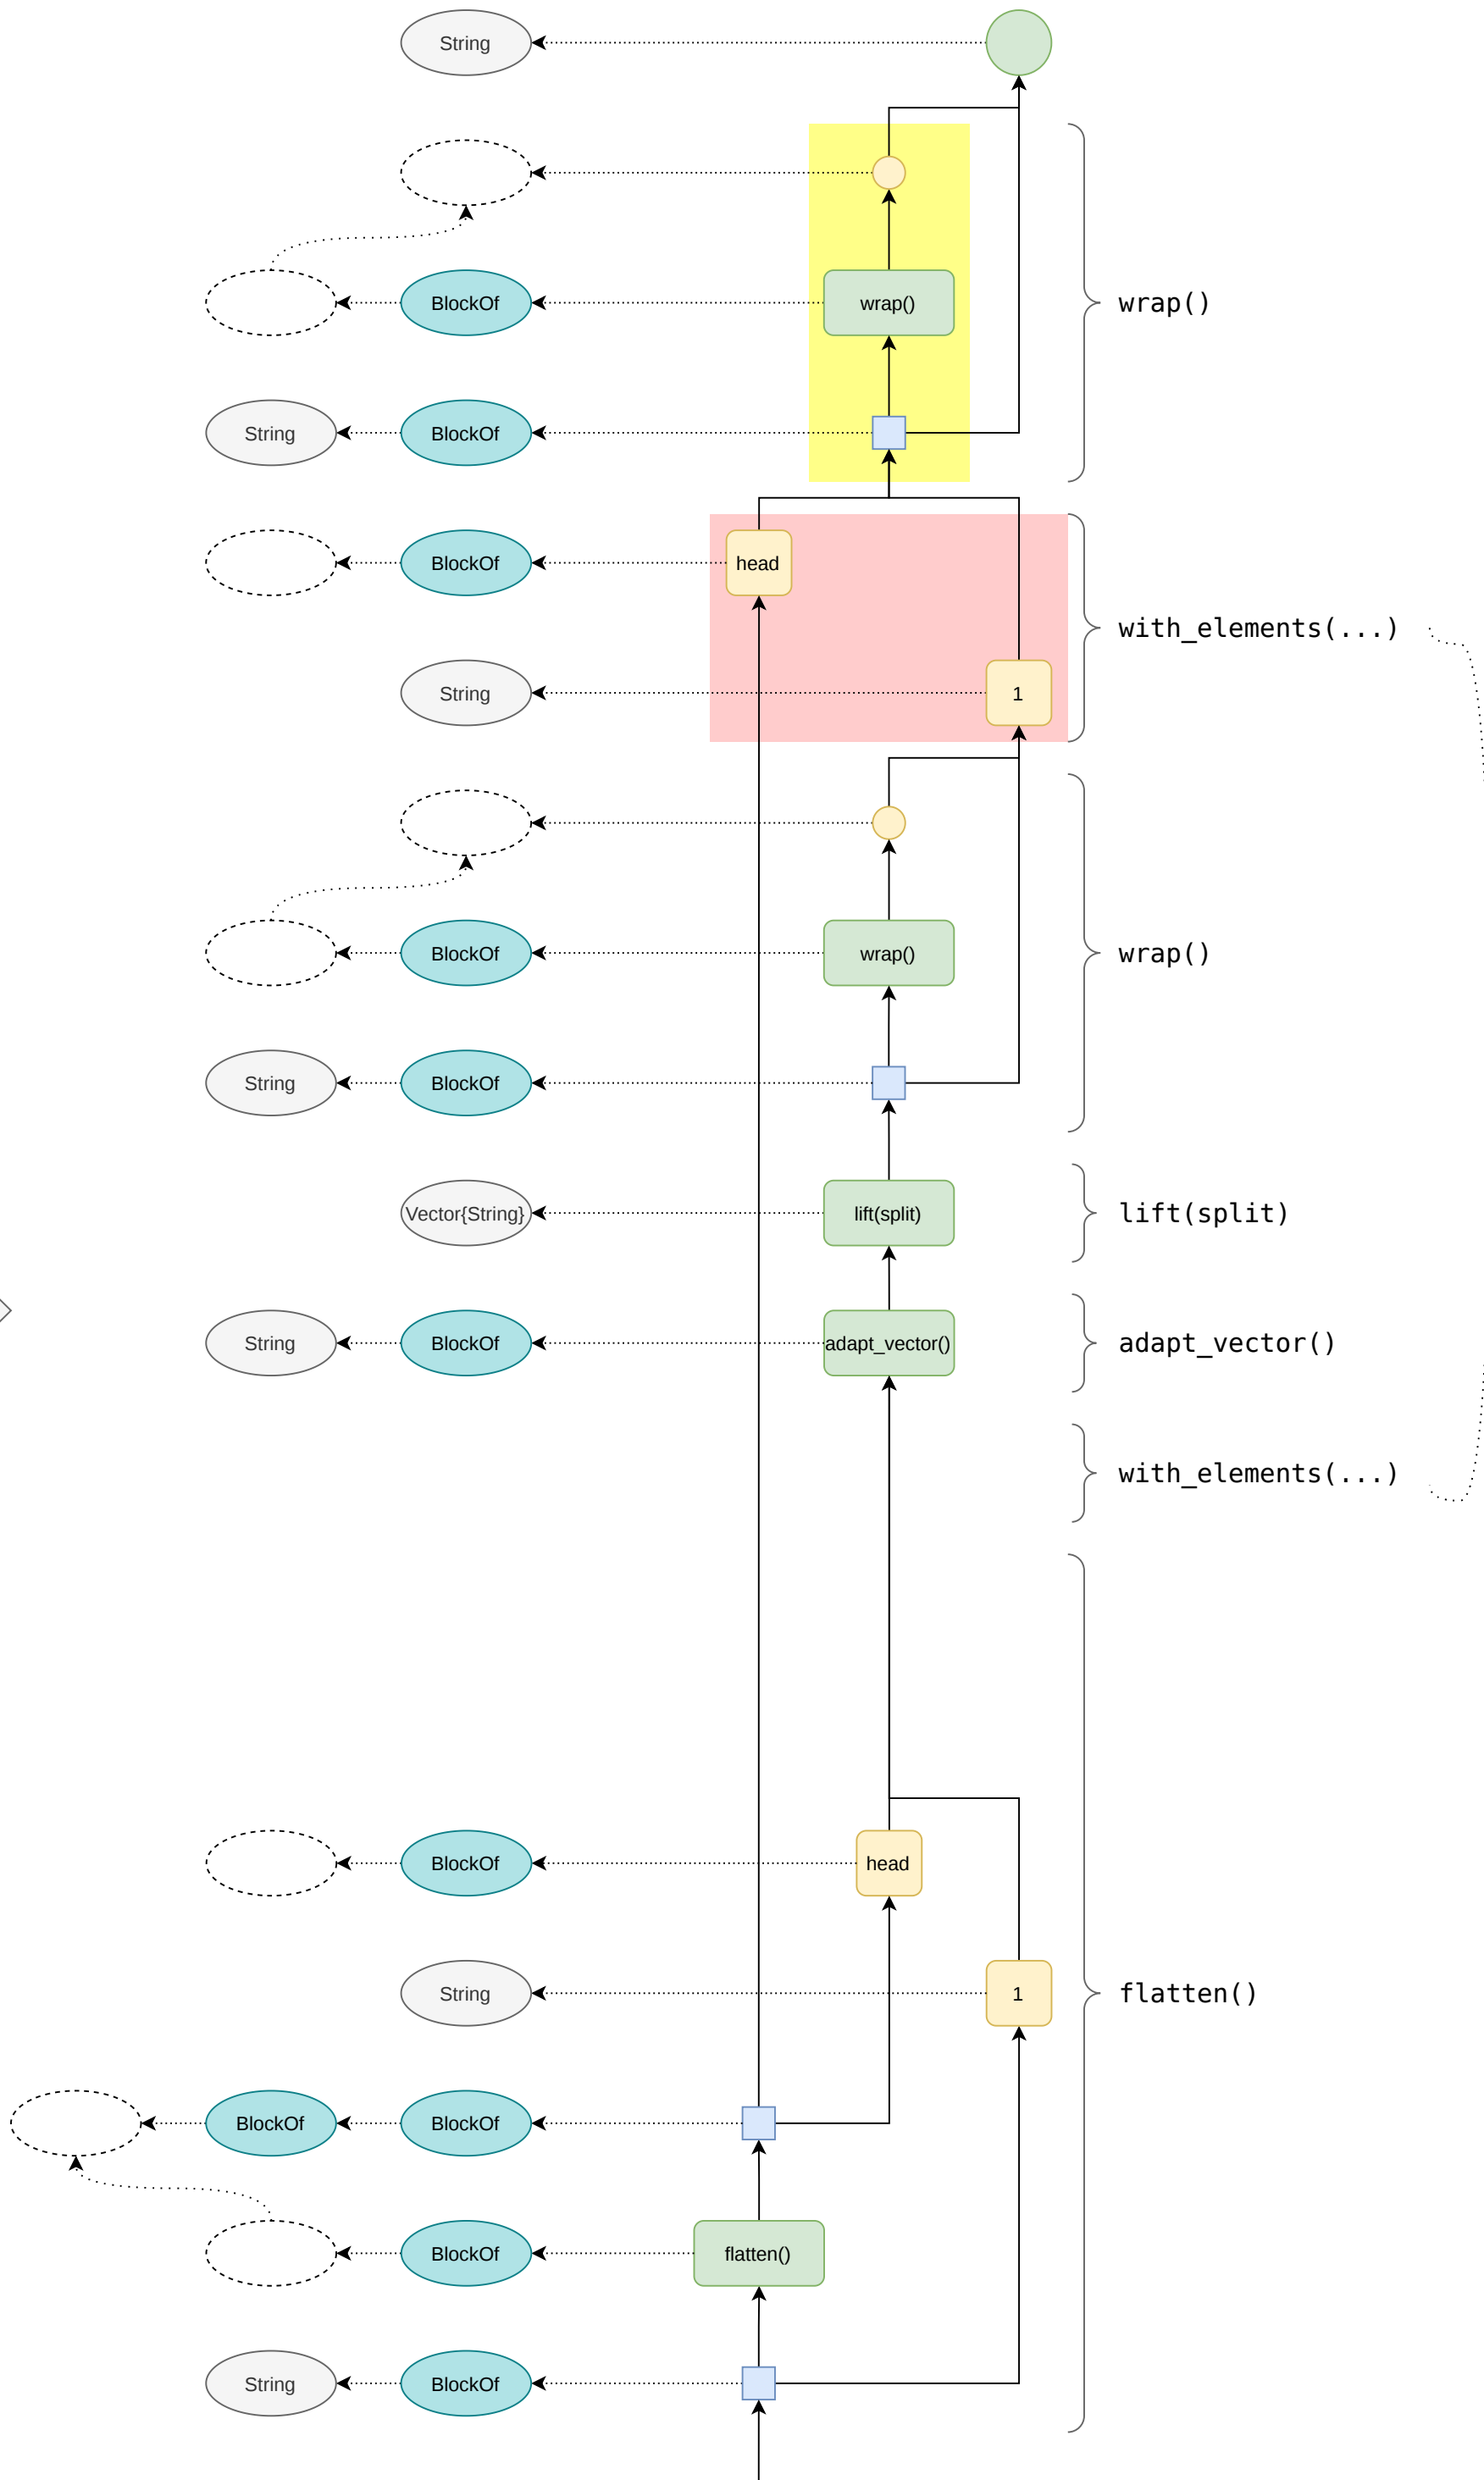 String
BlockOf
wrap()
wrap()
String
BlockOf
BlockOf
head
with_elements(...)
String
1
BlockOf
wrap()
wrap()
String
BlockOf
Vector{String}
lift(split)
lift(split)
String
BlockOf
adapt_vector()
adapt_vector()
with_elements(...)
BlockOf
head
String
1
flatten()
BlockOf
BlockOf
BlockOf
flatten()
String
BlockOf